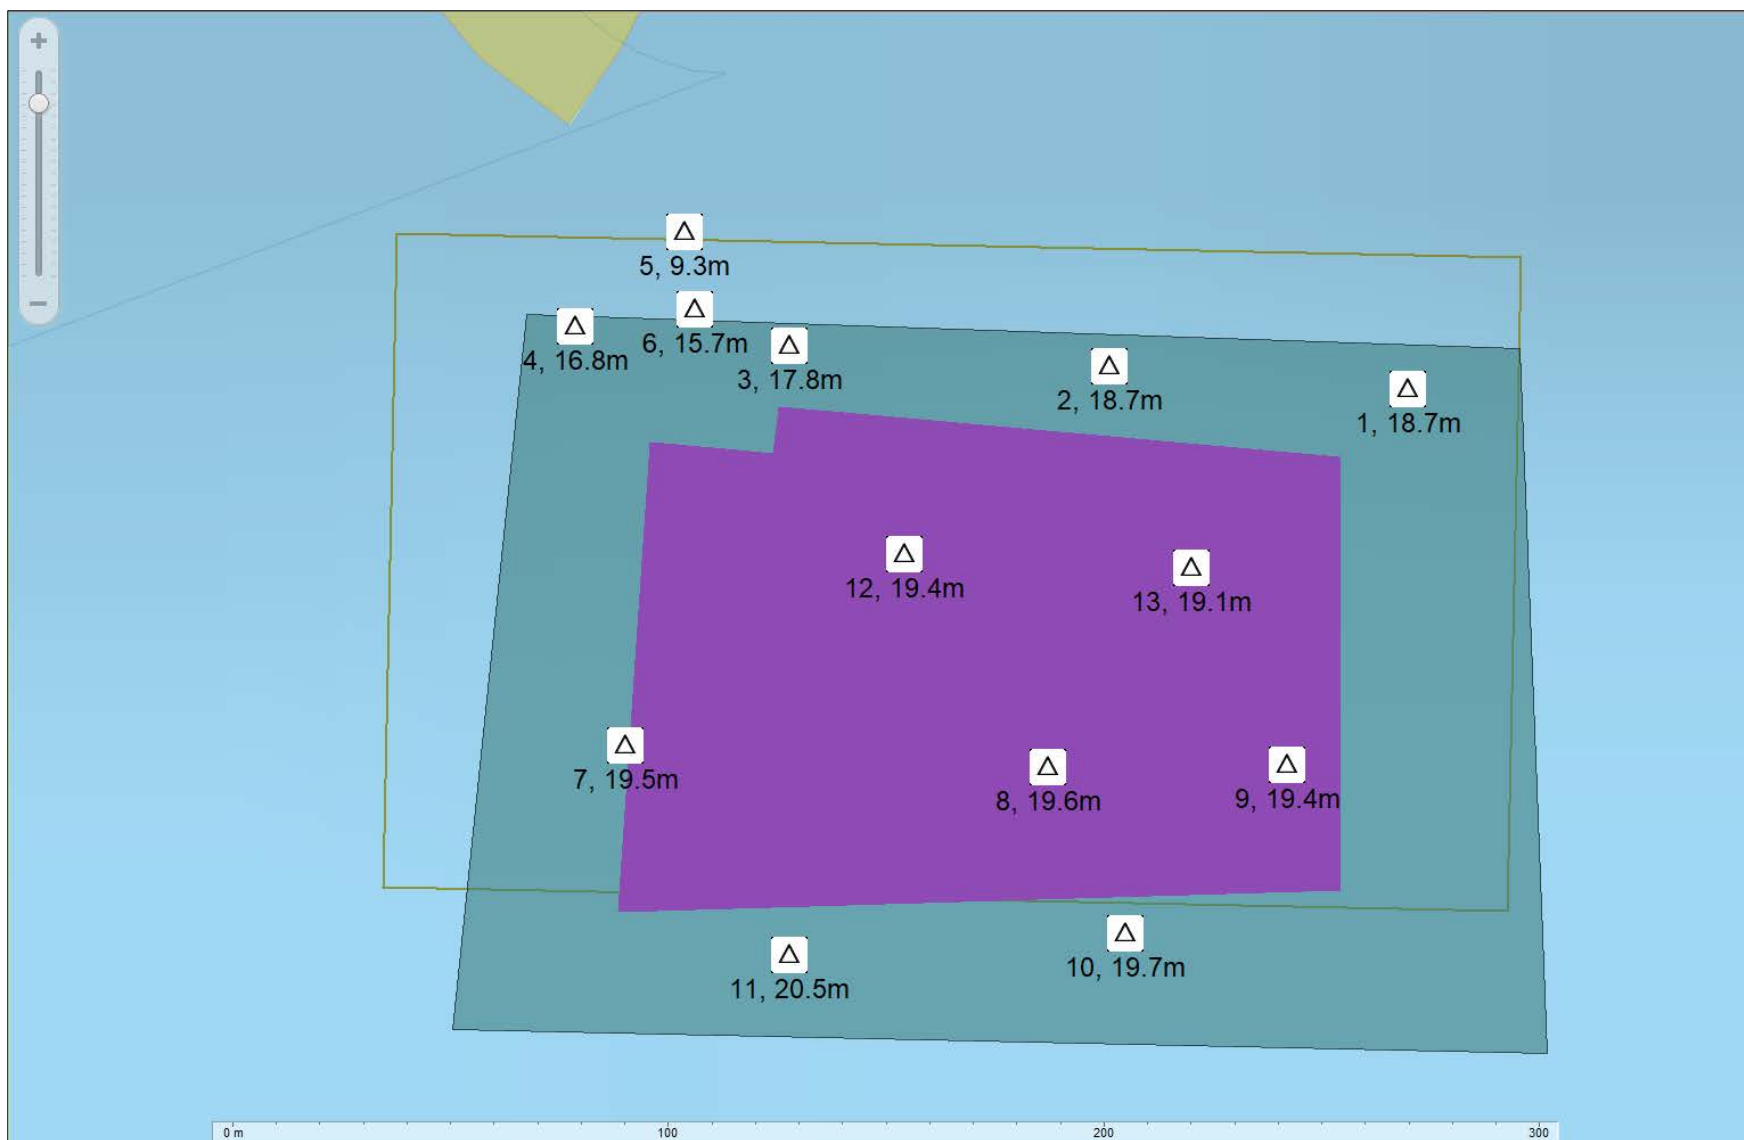 +
−
5, 9.3m
6, 15.7m
4, 16.8m
3, 17.8m
2, 18.7m
1, 18.7m
12, 19.4m
13, 19.1m
7, 19.5m
8, 19.6m
9, 19.4m
10, 19.7m
11, 20.5m
0 m 100 200 300